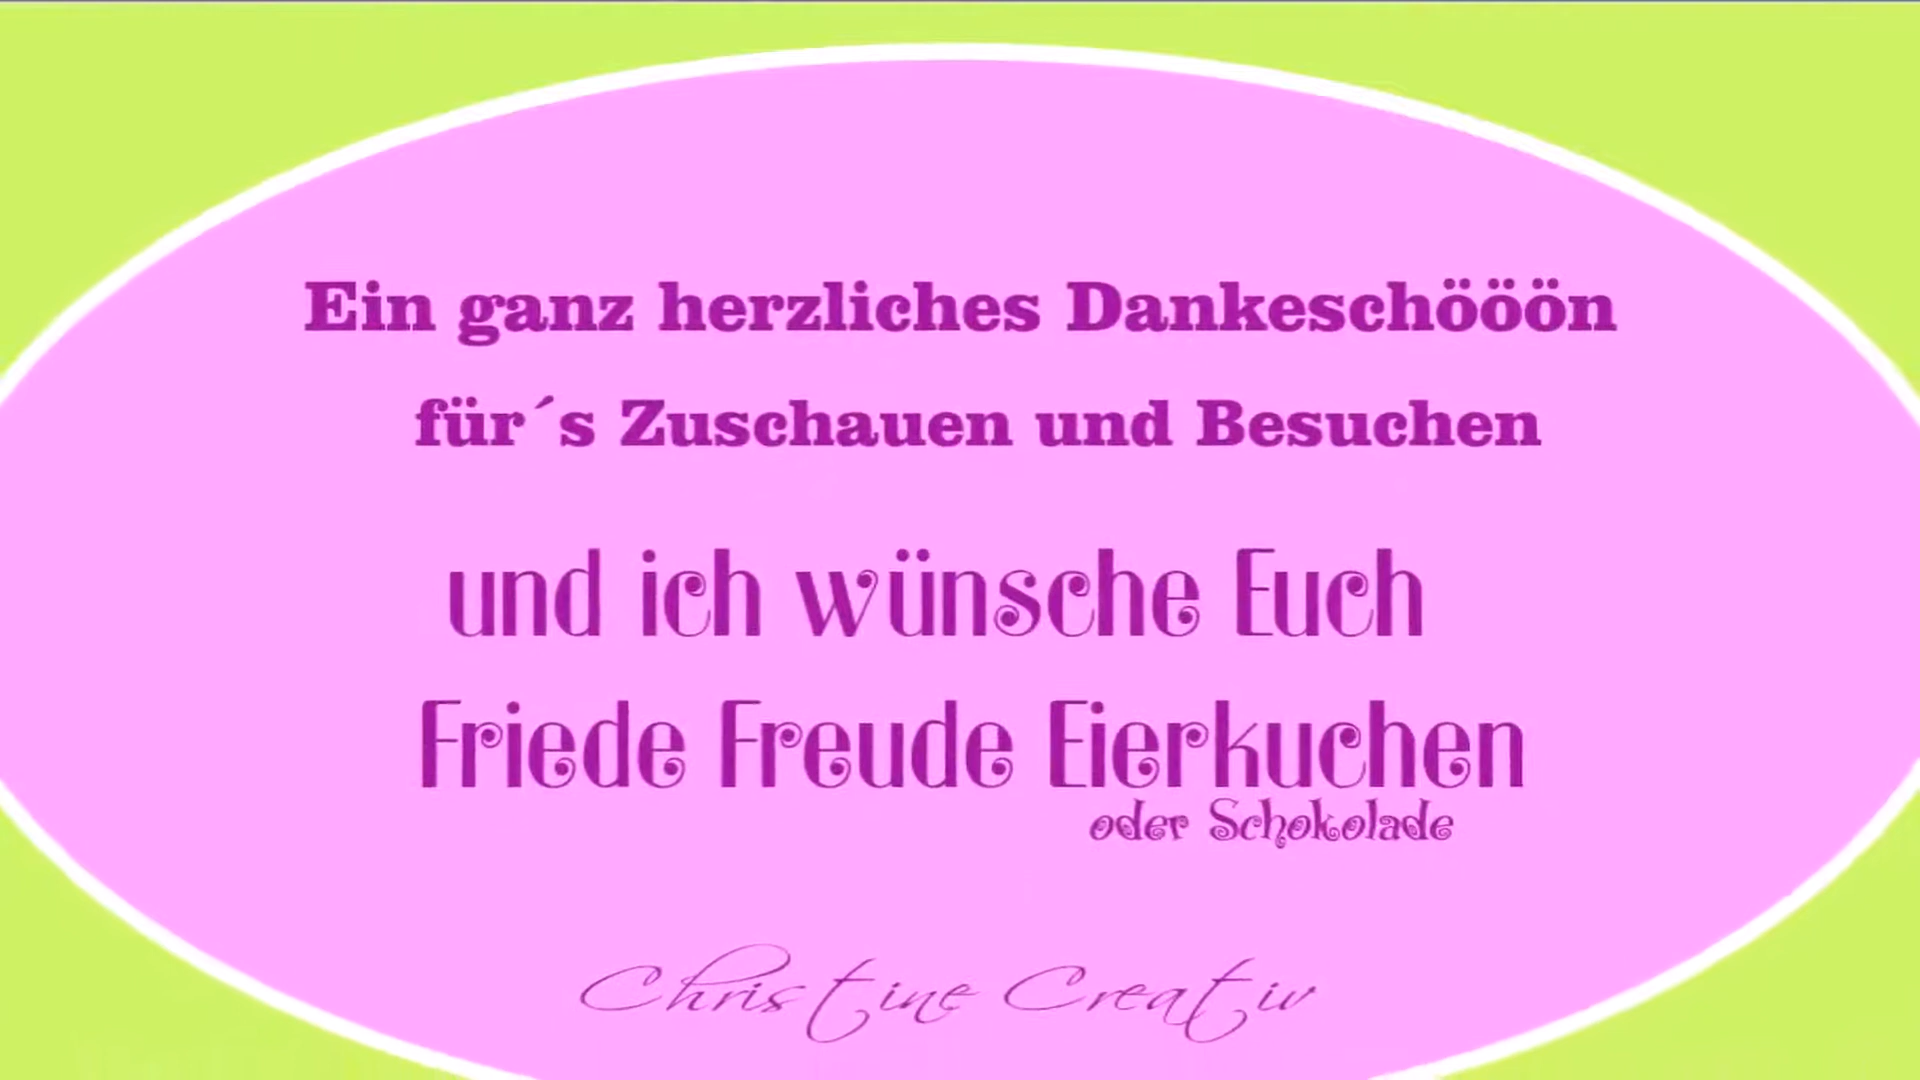 Ein ganz herzliches Dankeschööön
für´s Zuschauen und Besuchen
und ich wünsche Euch
Friede Freude Eierkuchen
oder Schokolade
Christine Creativ